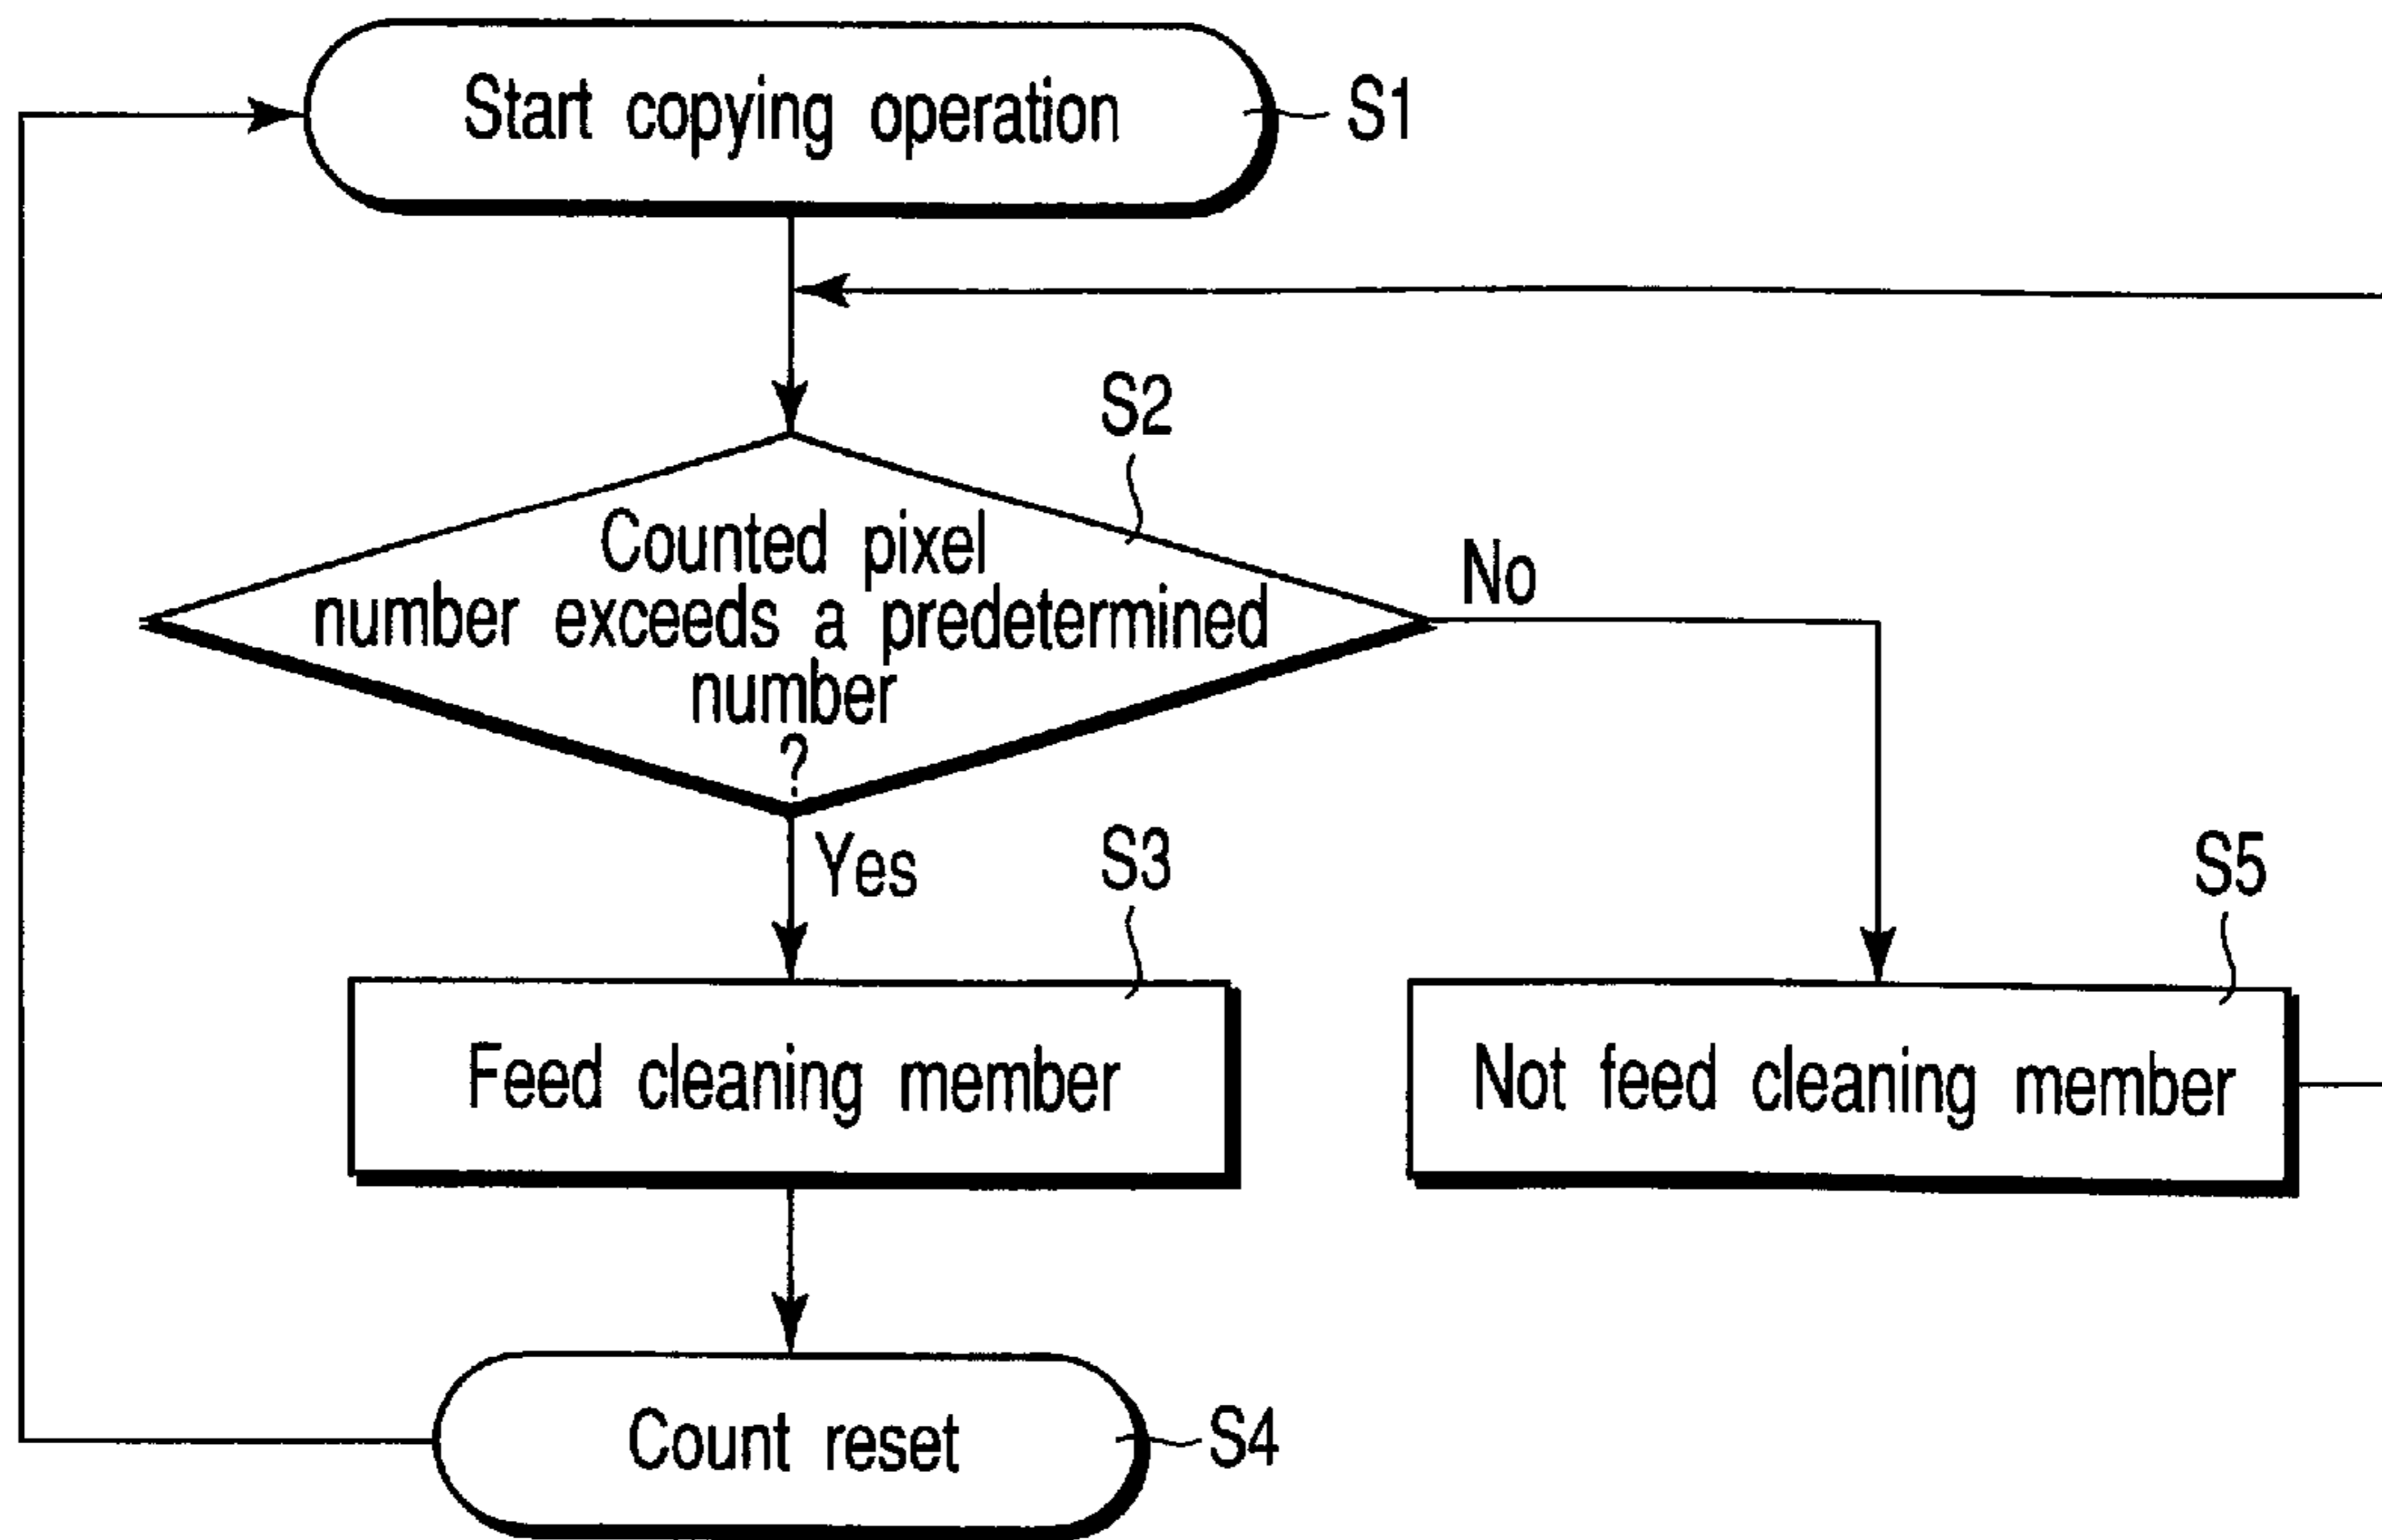 Start copying operation
S1
S2
Counted pixel
number exceeds a predetermined
number
?
No
Yes
S3
S5
Feed cleaning member
Not feed cleaning member
Count reset
S4